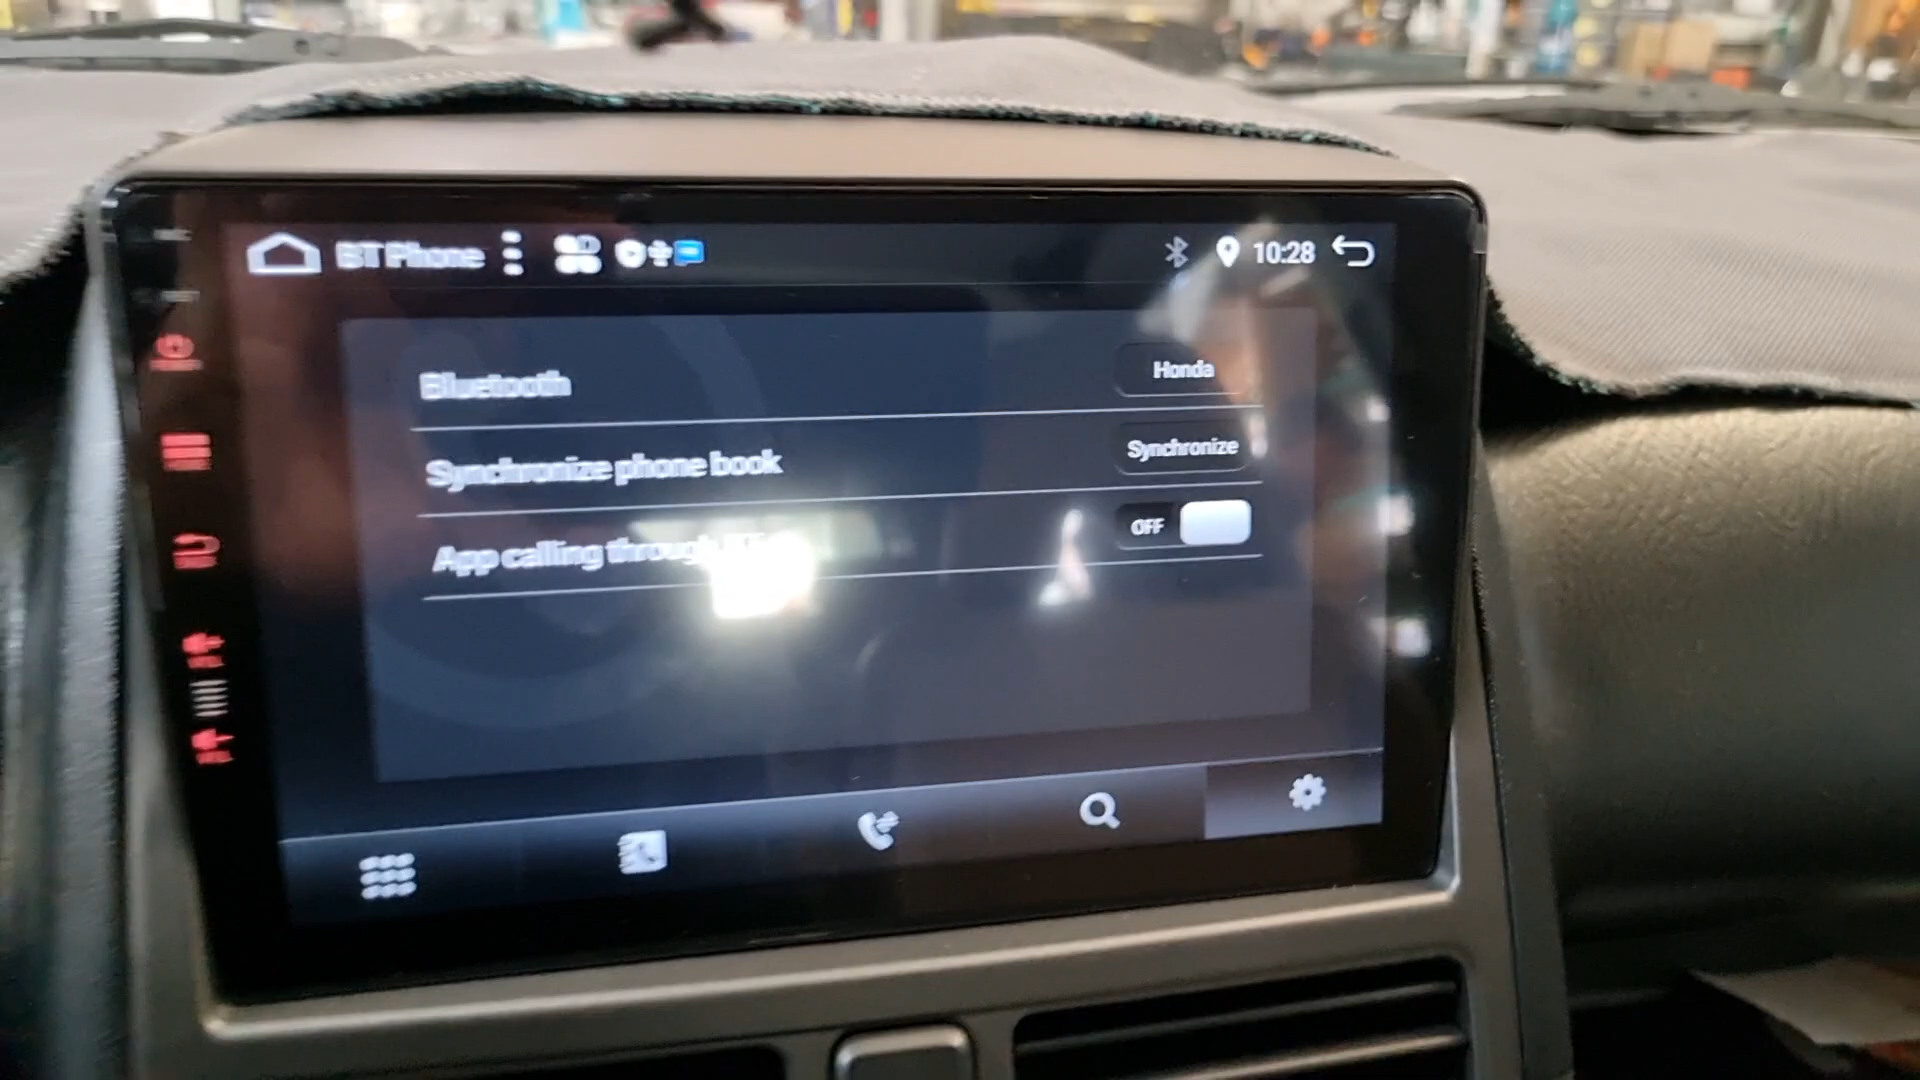 BT Phone 10:28
Bluetooth Honda
Synchronize phone book Synchronize
App calling through OFF